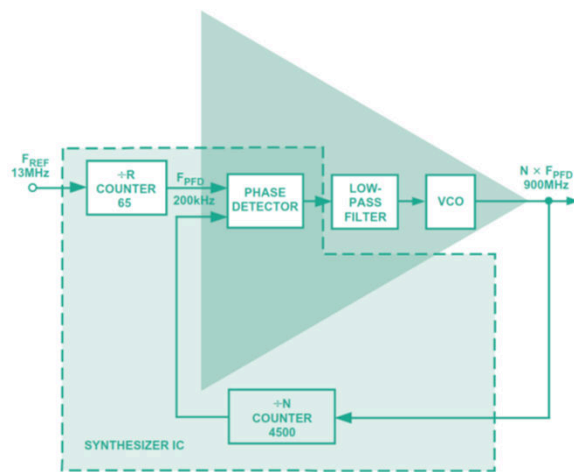 F_REF
13MHz
÷R
COUNTER
65
F_PFD
200kHz
PHASE
DETECTOR
LOW-
PASS
FILTER
VCO
N × F_PFD
900MHz
÷N
COUNTER
4500
SYNTHESIZER IC